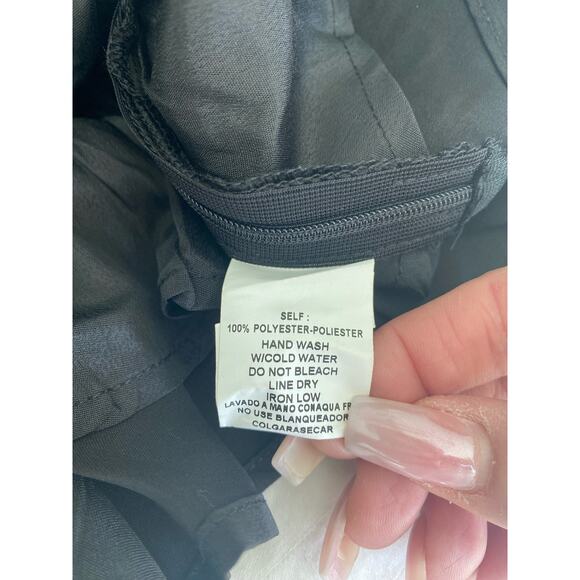 SELF :
100% POLYESTER-POLIESTER
HAND WASH
W/COLD WATER
DO NOT BLEACH
LINE DRY
IRON LOW
LAVADO A MANO CONAQUA FR
NO USE BLANQUEADOR
COLGARASECAR